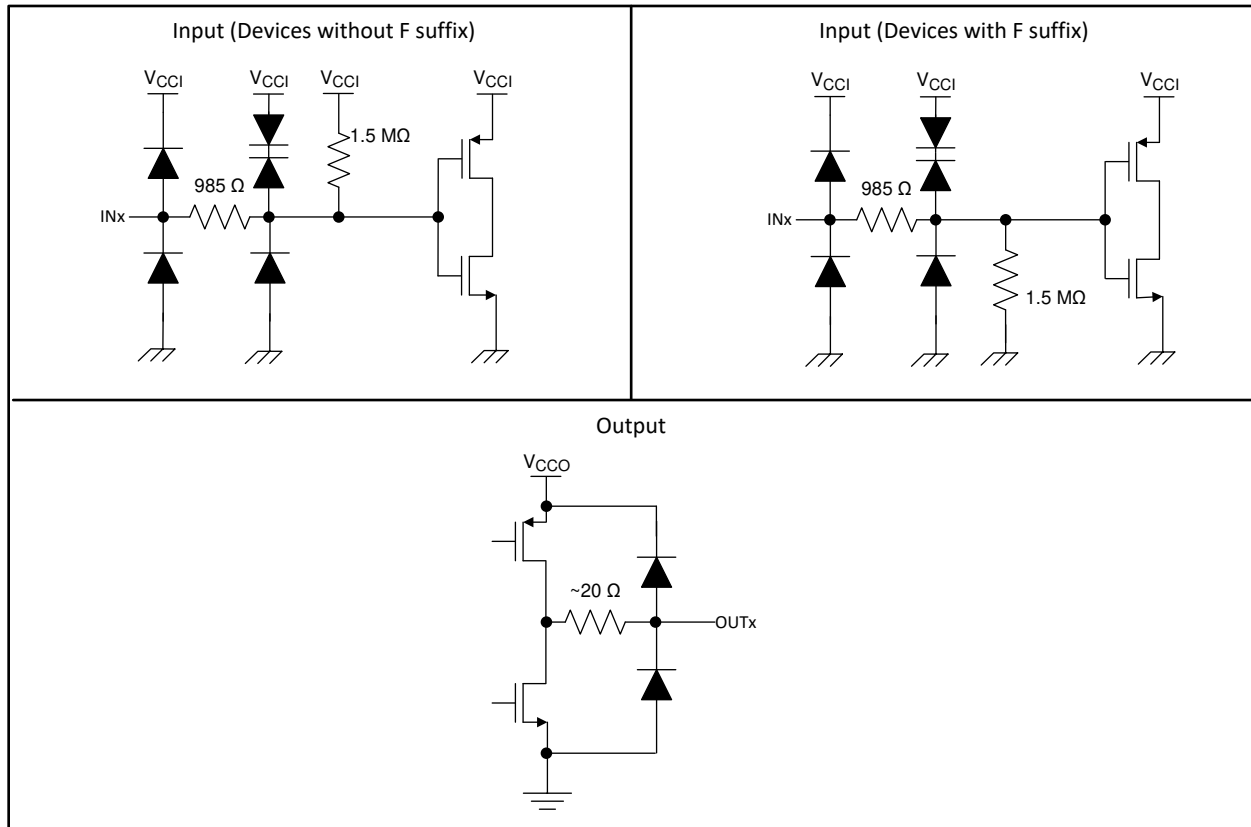 Input (Devices without F suffix)
VCCI VCCI VCCI VCCI
1.5 MΩ
985 Ω
INx
Input (Devices with F suffix)
VCCI VCCI VCCI
985 Ω
INx
1.5 MΩ
Output
VCCO
~20 Ω
OUTx